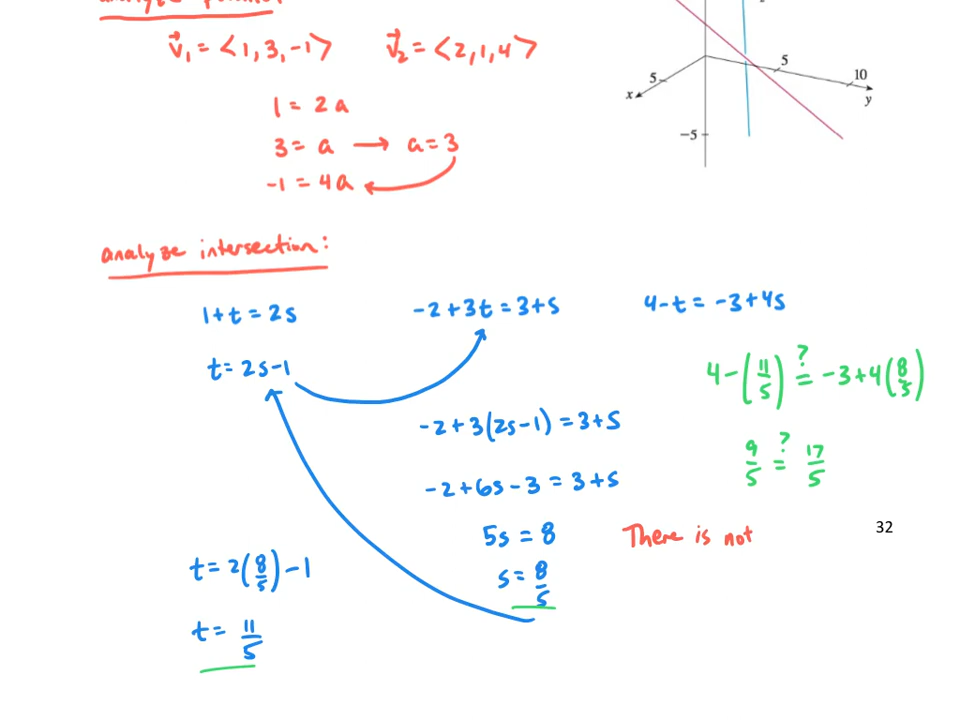 analyze
v⃗₁ = <1, 3, -1> v⃗₂ = <2, 1, 4>
1 = 2a
3 = a → a = 3
-1 = 4a
5
10
5
x
y
-5
analyze intersection:
1 + t = 2s -2 + 3t = 3 + s 4 - t = -3 + 4s
t = 2s - 1
4 - (11/5) ?= -3 + 4(8/5)
-2 + 3(2s - 1) = 3 + s
9/5 ?= 17/5
-2 + 6s - 3 = 3 + s
5s = 8
There is not
32
s = 8/5
t = 2(8/5) - 1
t = 11/5